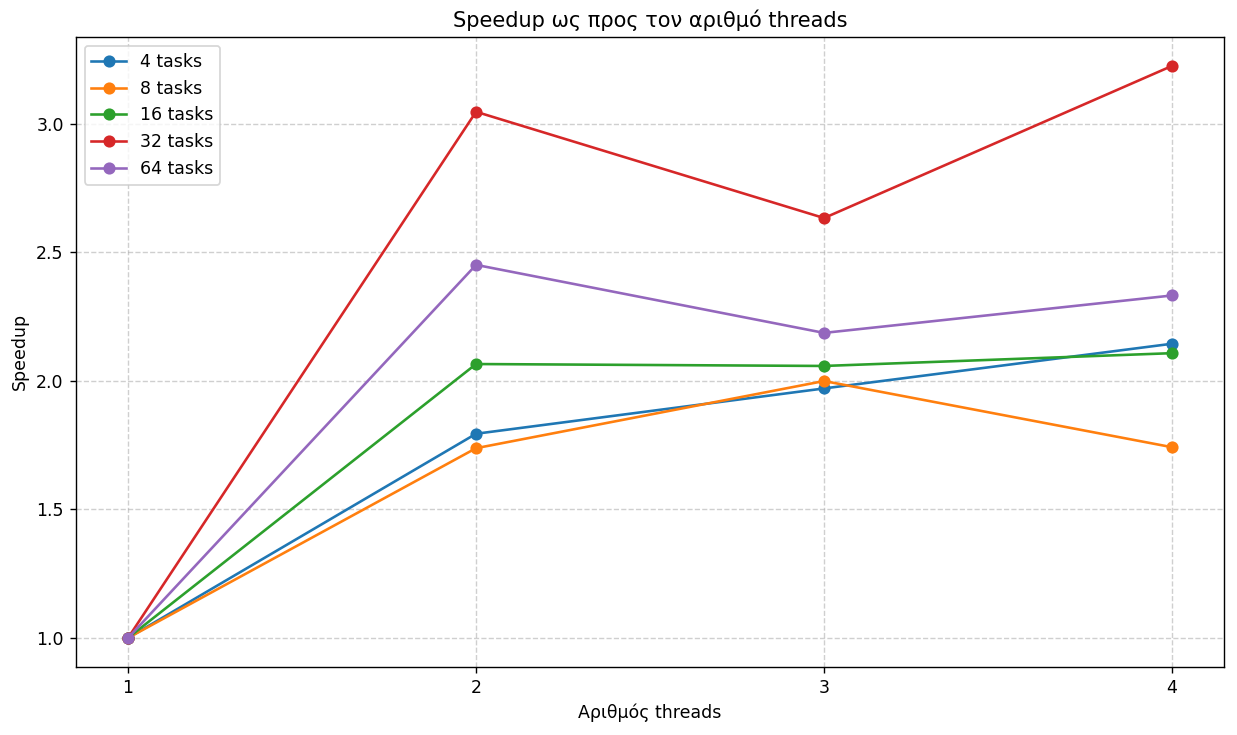 Speedup ως προς τον αριθμό threads
4 tasks
8 tasks
16 tasks
32 tasks
64 tasks
3.0
2.5
2.0
1.5
1.0
Speedup
1 2 3 4
Αριθμός threads